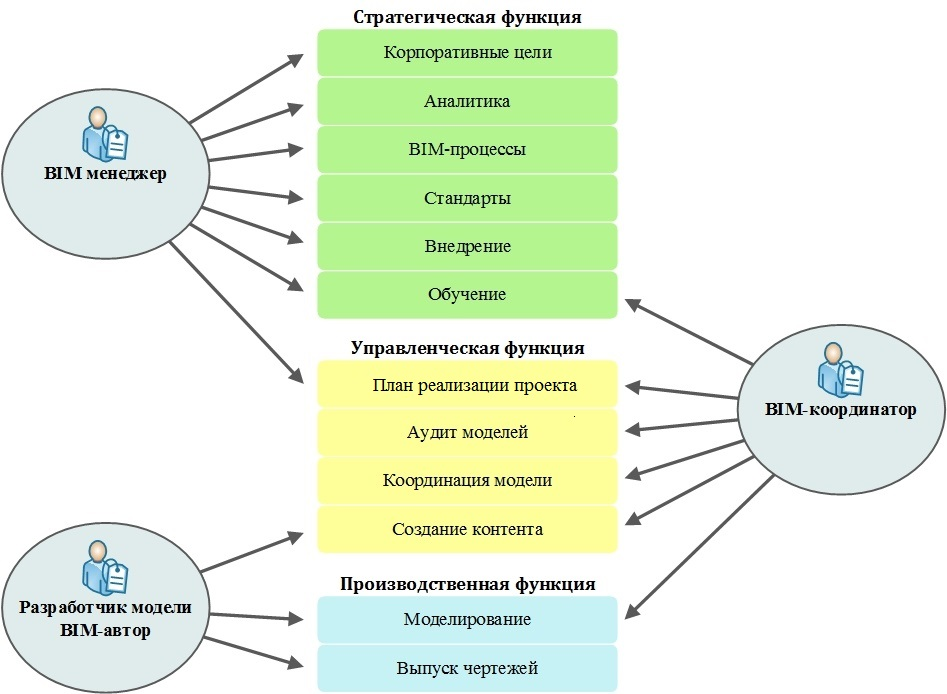 Стратегическая функция
Корпоративные цели
Аналитика
BIM-процессы
Стандарты
Внедрение
Обучение
BIM менеджер
Управленческая функция
План реализации проекта
Аудит моделей
Координация модели
Создание контента
BIM-координатор
Производственная функция
Моделирование
Выпуск чертежей
Разработчик модели
BIM-автор